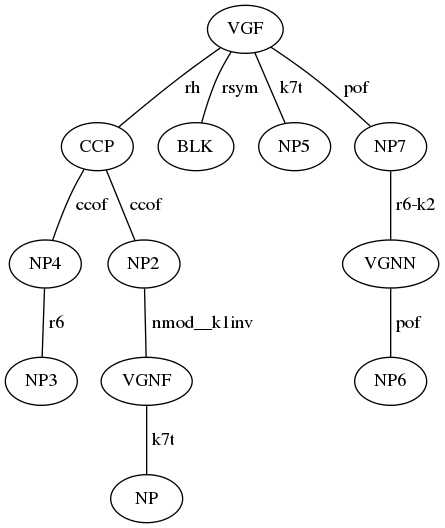 VGF
rh rsym k7t pof
CCP BLK NP5 NP7
ccof ccof r6-k2
NP4 NP2 VGNN
r6 nmod__k1inv pof
NP3 VGNF NP6
k7t
NP